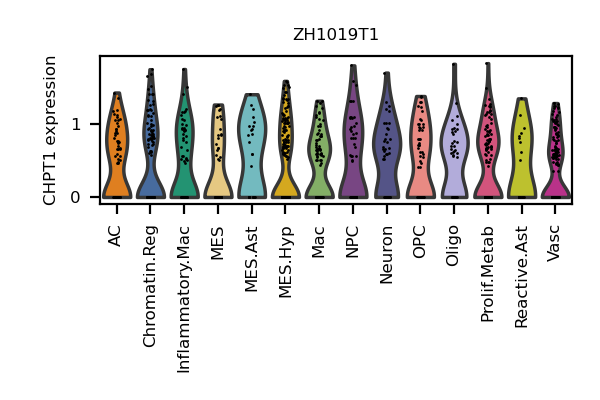 ZH1019T1
CHPT1 expression
1
0
AC
Chromatin.Reg
Inflammatory.Mac
MES
MES.Ast
MES.Hyp
Mac
NPC
Neuron
OPC
Oligo
Prolif.Metab
Reactive.Ast
Vasc